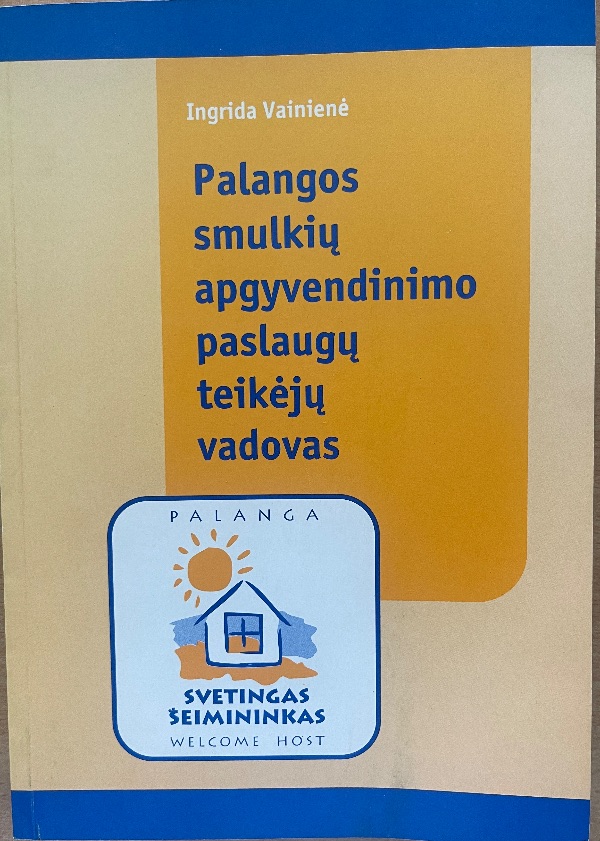 Ingrida Vainienė
Palangos
smulkių
apgyvendinimo
paslaugų
teikėjų
vadovas
PALANGA
SVETINGAS
ŠEIMININKAS
WELCOME HOST